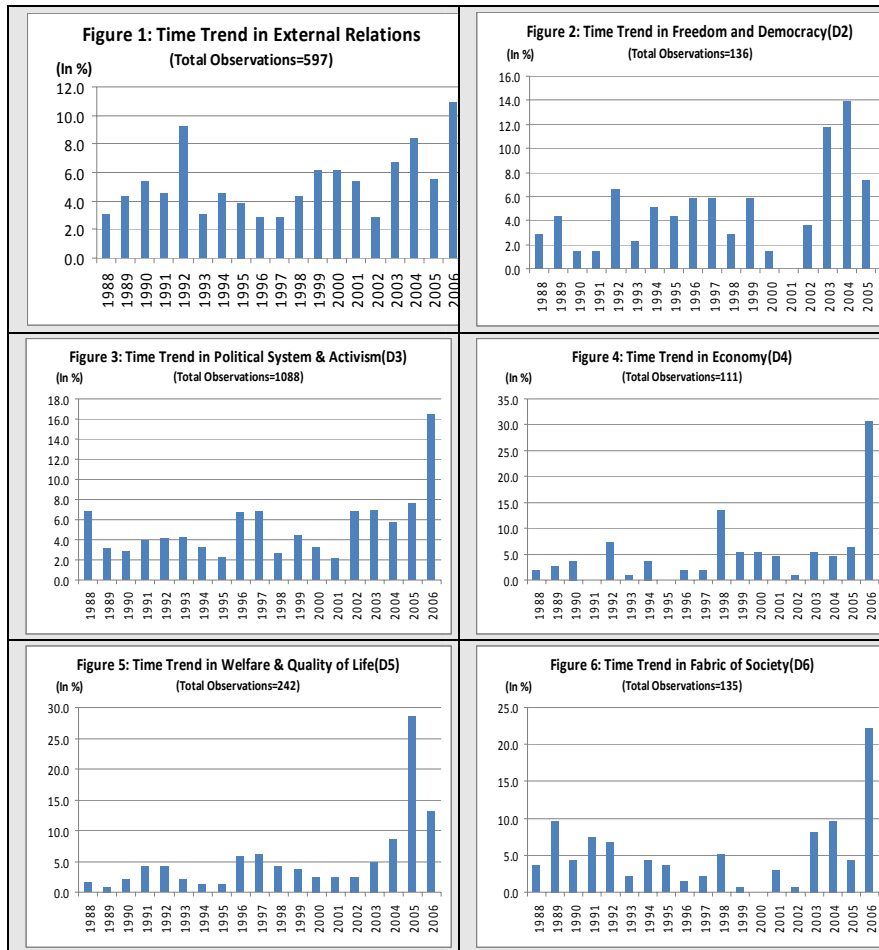 Figure 1: Time Trend in External Relations
(Total Observations=597)
(In %)
12.0
10.0
8.0
6.0
4.0
2.0
0.0
1988 1989 1990 1991 1992 1993 1994 1995 1996 1997 1998 1999 2000 2001 2002 2003 2004 2005 2006
Figure 2: Time Trend in Freedom and Democracy(D2)
(In %) (Total Observations=136)
16.0
14.0
12.0
10.0
8.0
6.0
4.0
2.0
0.0
1988 1989 1990 1991 1992 1993 1994 1995 1996 1997 1998 1999 2000 2001 2002 2003 2004 2005
Figure 3: Time Trend in Political System & Activism(D3)
(In %) (Total Observations=1088)
18.0
16.0
14.0
12.0
10.0
8.0
6.0
4.0
2.0
0.0
1988 1989 1990 1991 1992 1993 1994 1995 1996 1997 1998 1999 2000 2001 2002 2003 2004 2005 2006
Figure 4: Time Trend in Economy(D4)
(In %) (Total Observations=111)
35.0
30.0
25.0
20.0
15.0
10.0
5.0
0.0
1988 1989 1990 1991 1992 1993 1994 1995 1996 1997 1998 1999 2000 2001 2002 2003 2004 2005 2006
Figure 5: Time Trend in Welfare & Quality of Life(D5)
(In %) (Total Observations=242)
30.0
25.0
20.0
15.0
10.0
5.0
0.0
1988 1989 1990 1991 1992 1993 1994 1995 1996 1997 1998 1999 2000 2001 2002 2003 2004 2005 2006
Figure 6: Time Trend in Fabric of Society(D6)
(In %) (Total Observations=135)
25.0
20.0
15.0
10.0
5.0
0.0
1988 1989 1990 1991 1992 1993 1994 1995 1996 1997 1998 1999 2000 2001 2002 2003 2004 2005 2006